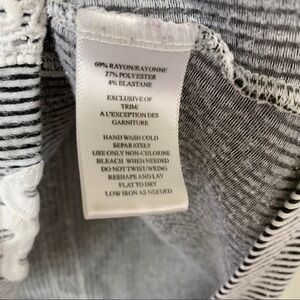 69% RAYON/RAYONNE
27% POLYESTER
4% ELASTANE
EXCLUSIVE OF
TRIM/
A L'EXCEPTION DES
GARNITURE
HAND WASH COLD
SEPARATELY
USE ONLY NON-CHLORINE
BLEACH WHEN NEEDED
DO NOT TWIST/WRING
RESHAPE AND LAY
FLAT TO DRY
LOW IRON AS NEEDED